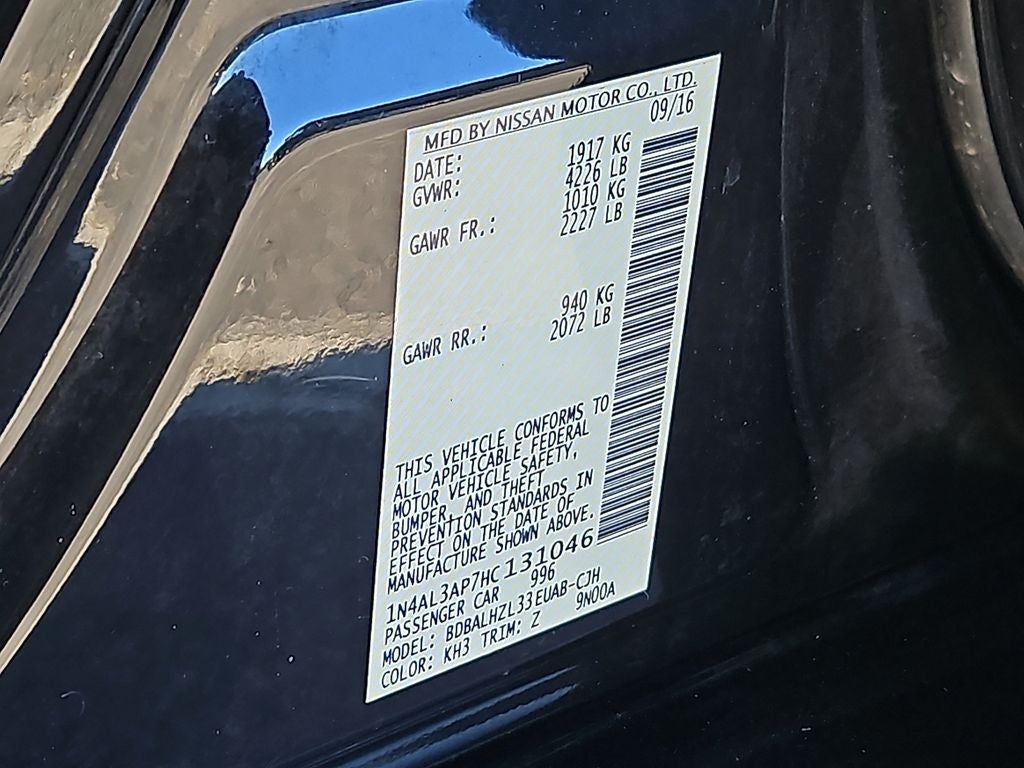 MFD BY NISSAN MOTOR CO., LTD.
DATE: 09/16
GVWR: 1917 KG
4226 LB
GAWR FR.: 1010 KG
2227 LB
GAWR RR.: 940 KG
2072 LB
THIS VEHICLE CONFORMS TO
ALL APPLICABLE FEDERAL
MOTOR VEHICLE SAFETY,
BUMPER, AND THEFT
PREVENTION STANDARDS IN
EFFECT ON THE DATE OF
MANUFACTURE SHOWN ABOVE.
1N4AL3AP7HC131046
PASSENGER CAR 996
MODEL: BDBALHZL33EUAB-CJH
COLOR: KH3 TRIM: Z 9N00A